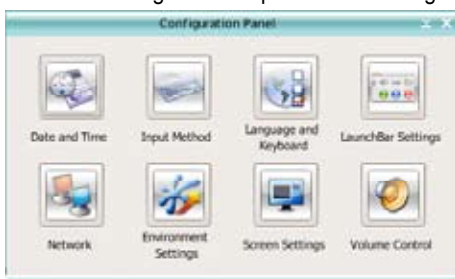 Configuration Panel
Date and Time
Input Method
Language and
Keyboard
LaunchBar Settings
Network
Environment
Settings
Screen Settings
Volume Control